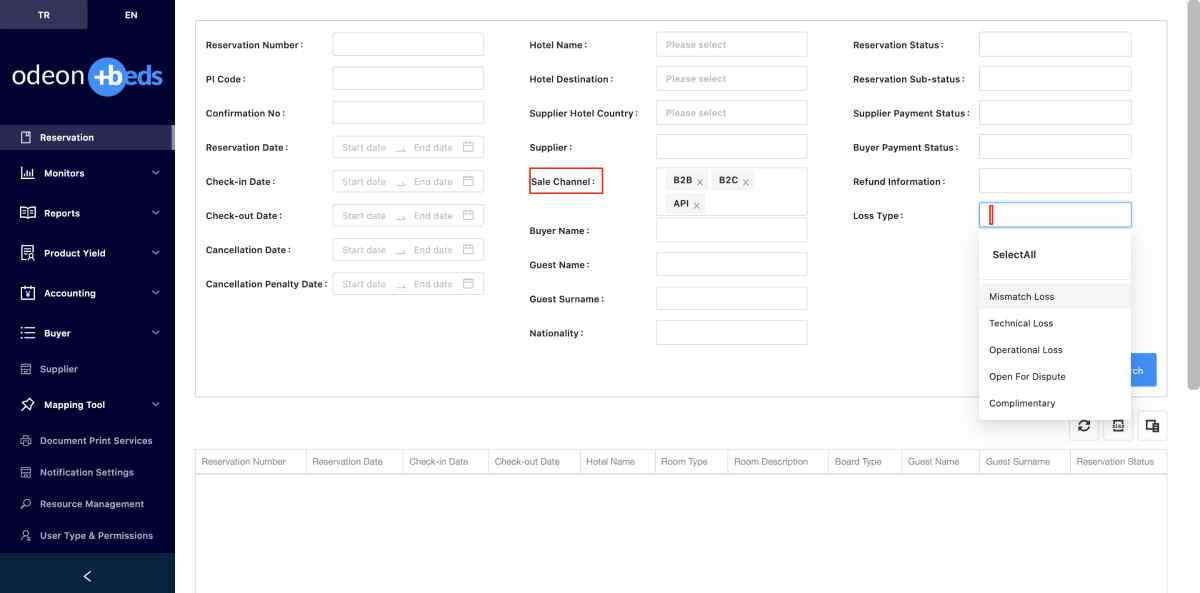 TR EN
odeon +beds
Reservation
Monitors
Reports
Product Yield
Accounting
Buyer
Supplier
Mapping Tool
Document Print Services
Notification Settings
Resource Management
User Type & Permissions
Reservation Number :
PI Code :
Confirmation No :
Reservation Date : Start date End date
Check-in Date : Start date End date
Check-out Date : Start date End date
Cancellation Date : Start date End date
Cancellation Penalty Date : Start date End date
Hotel Name : Please select
Hotel Destination : Please select
Supplier Hotel Country : Please select
Supplier :
Sale Channel : B2B x B2C x
API x
Buyer Name :
Guest Name :
Guest Surname :
Nationality :
Reservation Status :
Reservation Sub-status :
Supplier Payment Status :
Buyer Payment Status :
Refund Information :
Loss Type :
SelectAll
Mismatch Loss
Technical Loss
Operational Loss
Open For Dispute
Complimentary
rch
Reservation Number Reservation Date Check-in Date Check-out Date Hotel Name Room Type Room Description Board Type Guest Name Guest Surname Reservation Status